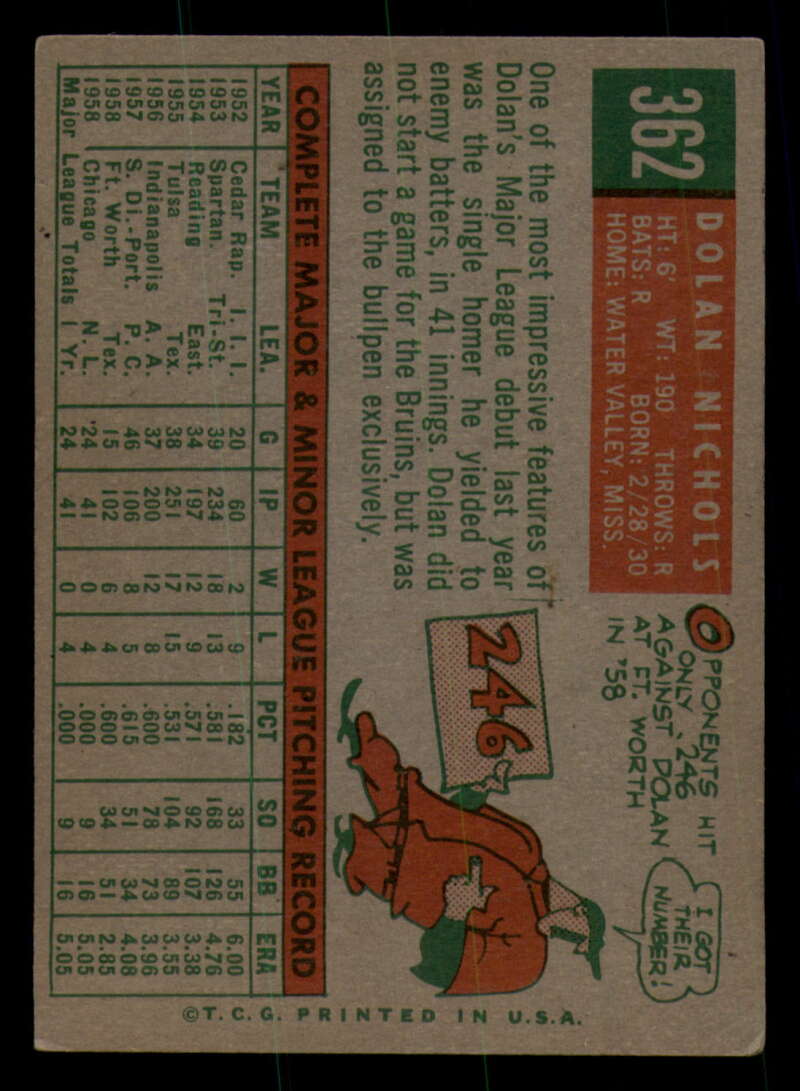 362
DOLAN NICHOLS
HT: 6' WT: 190 THROWS: R
BATS: R BORN: 2/28/30
HOME: WATER VALLEY, MISS.
OPPONENTS HIT
ONLY .246
AGAINST DOLAN
AT FT. WORTH
IN '58
I GOT
THEIR
NUMBER!
246
One of the most impressive features of
Dolan's Major League debut last year
was the single homer he yielded to
enemy batters, in 41 innings. Dolan did
not start a game for the Bruins, but was
assigned to the bullpen exclusively.
COMPLETE MAJOR & MINOR LEAGUE PITCHING RECORD
YEAR TEAM LEA. G IP W L PCT SO BB ERA
1952 Cedar Rap. I. I. I. 20 60 2 9 .182 33 55 6.00
1953 Spartan. Tri-St. 39 234 18 13 .581 168 126 4.76
1954 Reading East. 34 197 12 9 .571 92 107 3.38
1955 Tulsa Tex. 38 251 17 15 .531 104 89 3.55
1956 Indianapolis A. A. 37 200 12 8 .600 78 73 3.96
1957 S. Di.-Port. P. C. 46 106 8 5 .615 51 34 4.08
1958 Ft. Worth Tex. 15 102 6 4 .600 34 51 2.85
1958 Chicago N. L. 24 41 0 4 .000 9 16 5.05
Major League Totals 1 Yr. 24 41 0 4 .000 9 16 5.05
©T.C.G. PRINTED IN U.S.A.